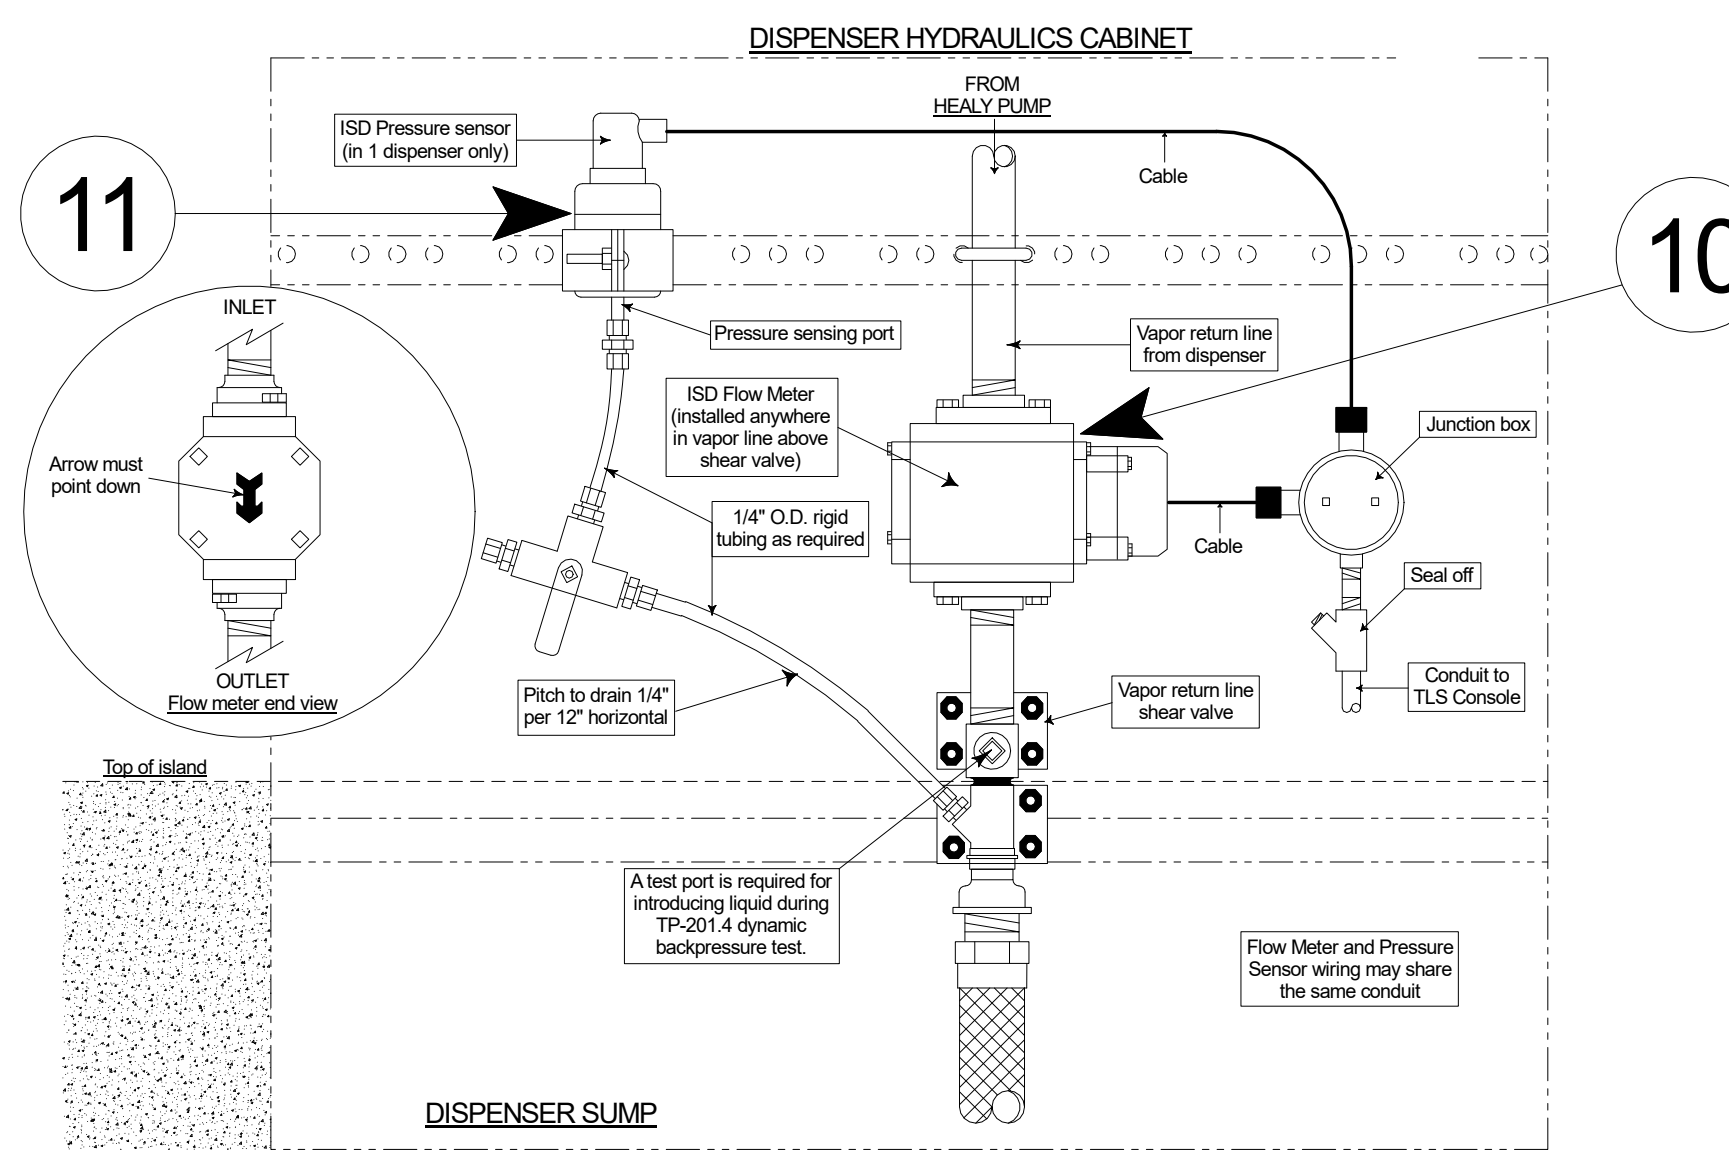 DISPENSER HYDRAULICS CABINET
FROM
HEALY PUMP
ISD Pressure sensor
(in 1 dispenser only)
Cable
11
10
INLET
Pressure sensing port
Vapor return line
from dispenser
ISD Flow Meter
(installed anywhere
in vapor line above
shear valve)
Junction box
Arrow must
point down
1/4" O.D. rigid
tubing as required
Cable
Seal off
OUTLET
Flow meter end view
Pitch to drain 1/4"
per 12" horizontal
Vapor return line
shear valve
Conduit to
TLS Console
Top of island
A test port is required for
introducing liquid during
TP-201.4 dynamic
backpressure test.
Flow Meter and Pressure
Sensor wiring may share
the same conduit
DISPENSER SUMP